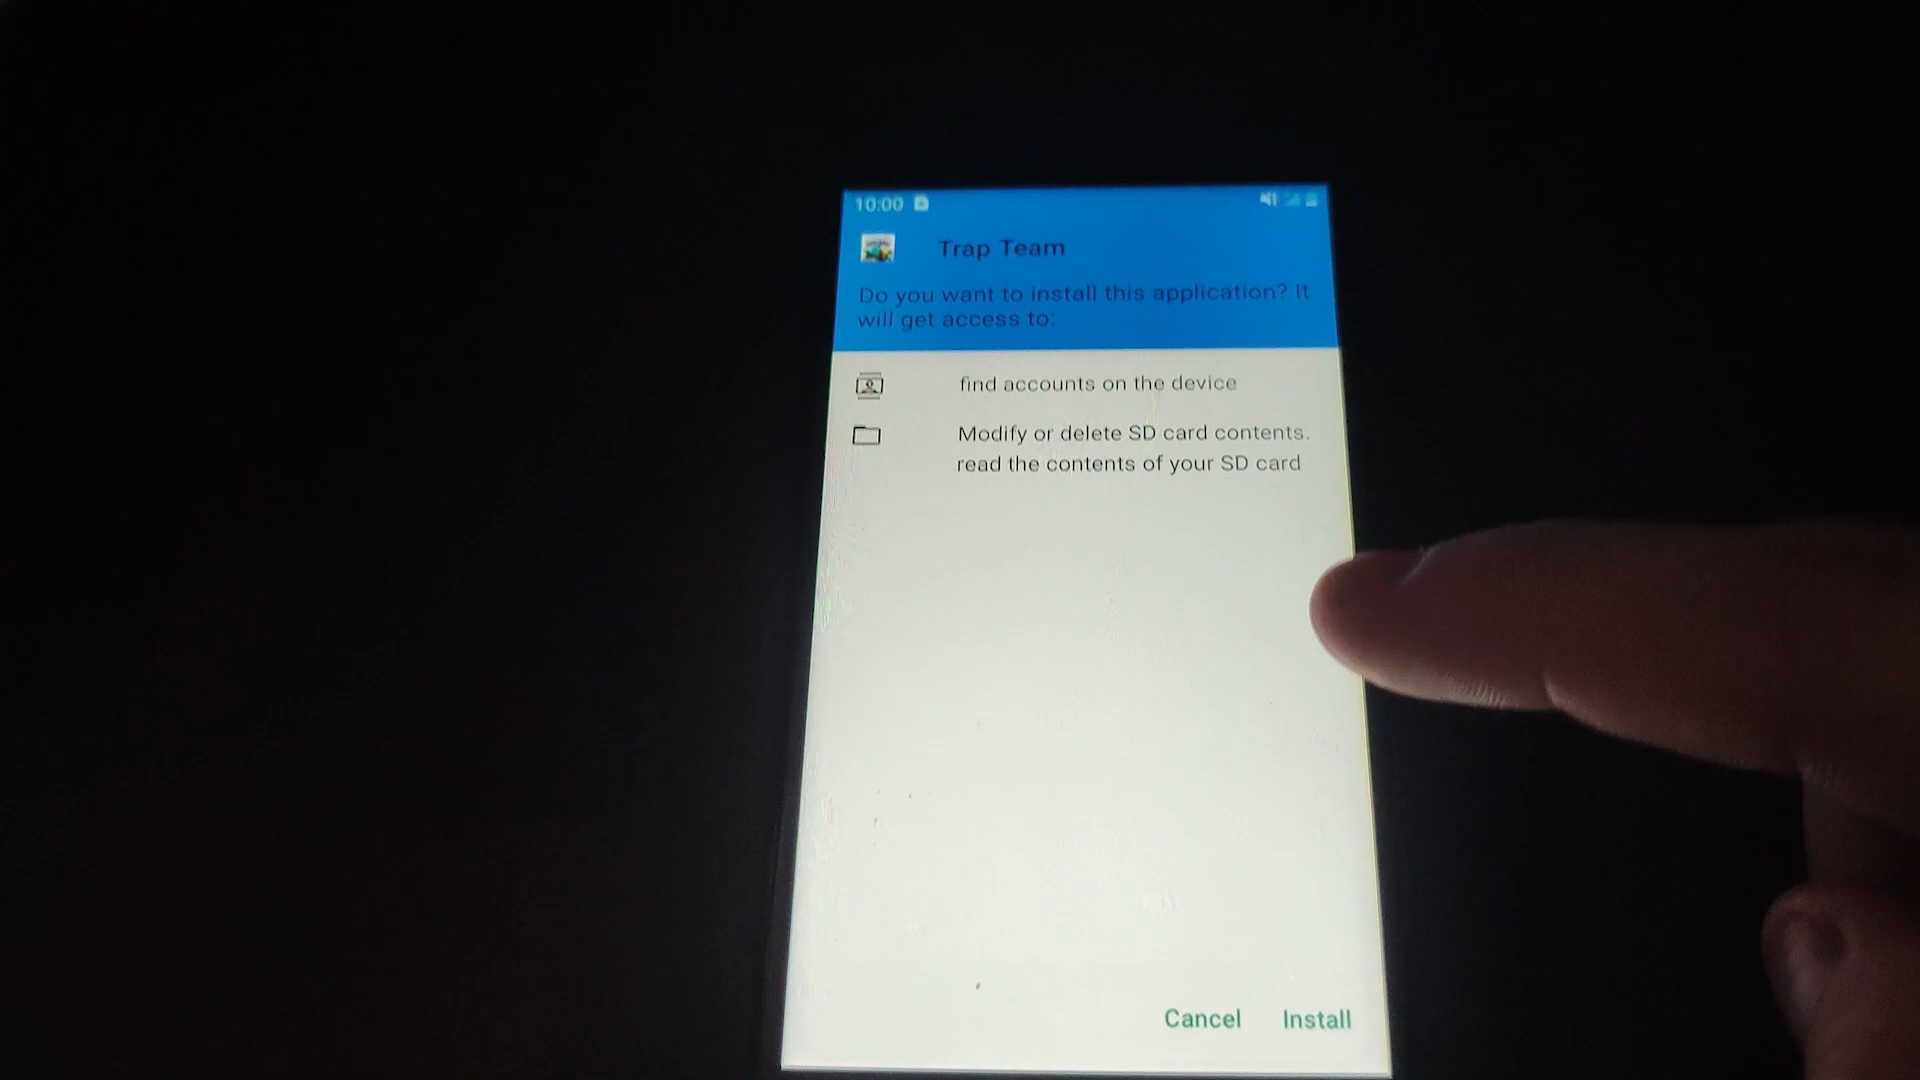 10:00
Trap Team
Do you want to install this application? It
will get access to:
find accounts on the device
Modify or delete SD card contents.
read the contents of your SD card
Cancel Install